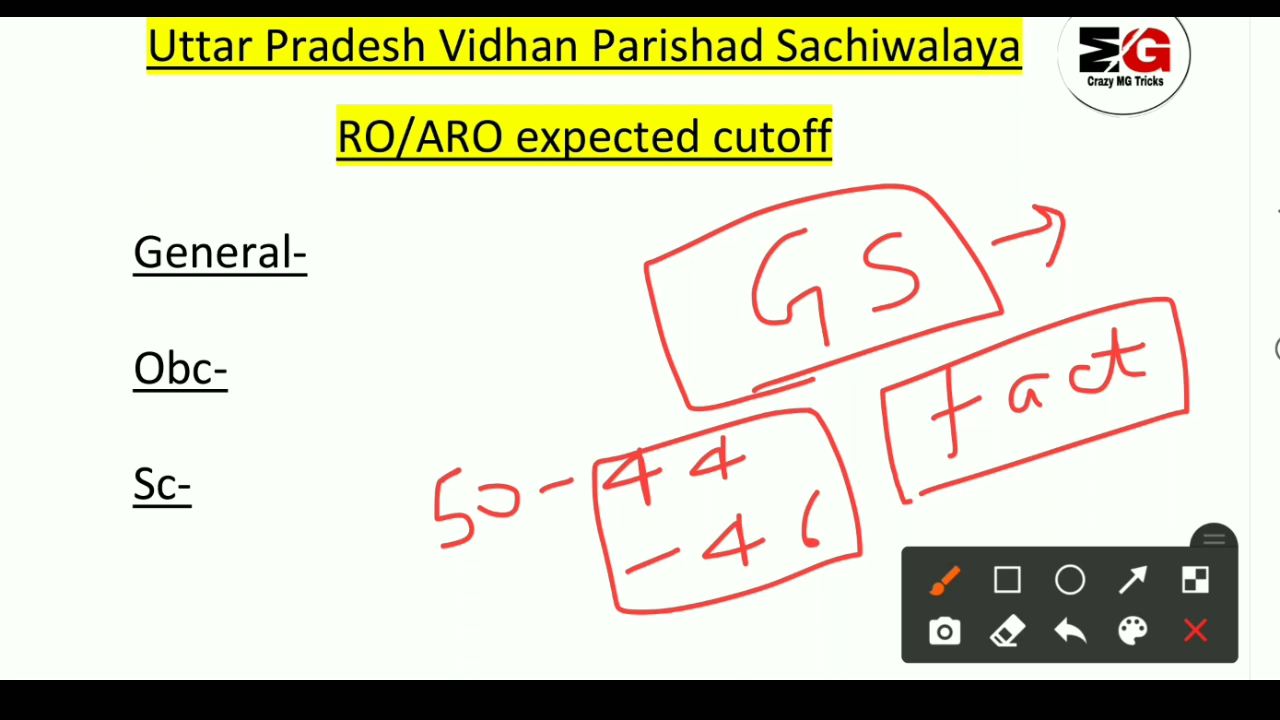 Uttar Pradesh Vidhan Parishad Sachiwalaya
MG
Crazy MG Tricks
RO/ARO expected cutoff
General-
GS
Obc-
Fact
Sc-
50-44
-46